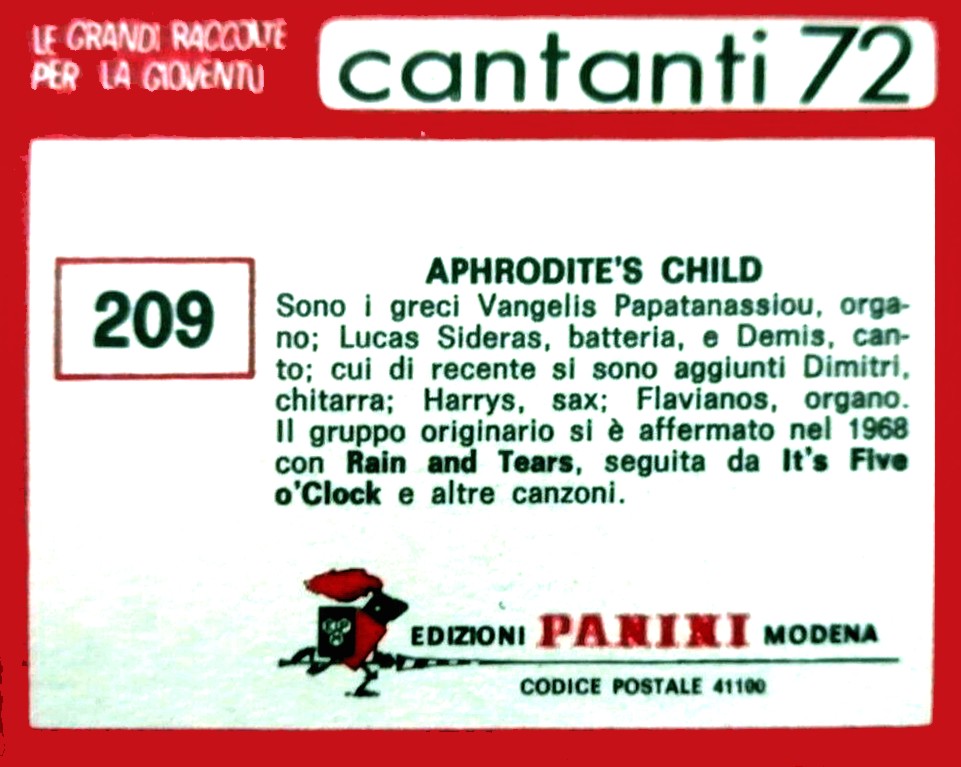 LE GRANDI RACCOLTE
PER LA GIOVENTÙ
cantanti 72
209
APHRODITE'S CHILD
Sono i greci Vangelis Papatanassiou, orga-
no; Lucas Sideras, batteria, e Demis, can-
to; cui di recente si sono aggiunti Dimitri,
chitarra; Harrys, sax; Flavianos, organo.
Il gruppo originario si è affermato nel 1968
con Rain and Tears, seguita da It's Five
o'Clock e altre canzoni.
EDIZIONI PANINI MODENA
CODICE POSTALE 41100